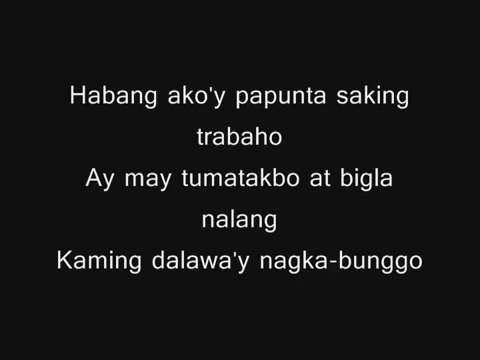 Habang ako'y papunta saking
trabaho
Ay may tumatakbo at bigla
nalang
Kaming dalawa'y nagka-bunggo